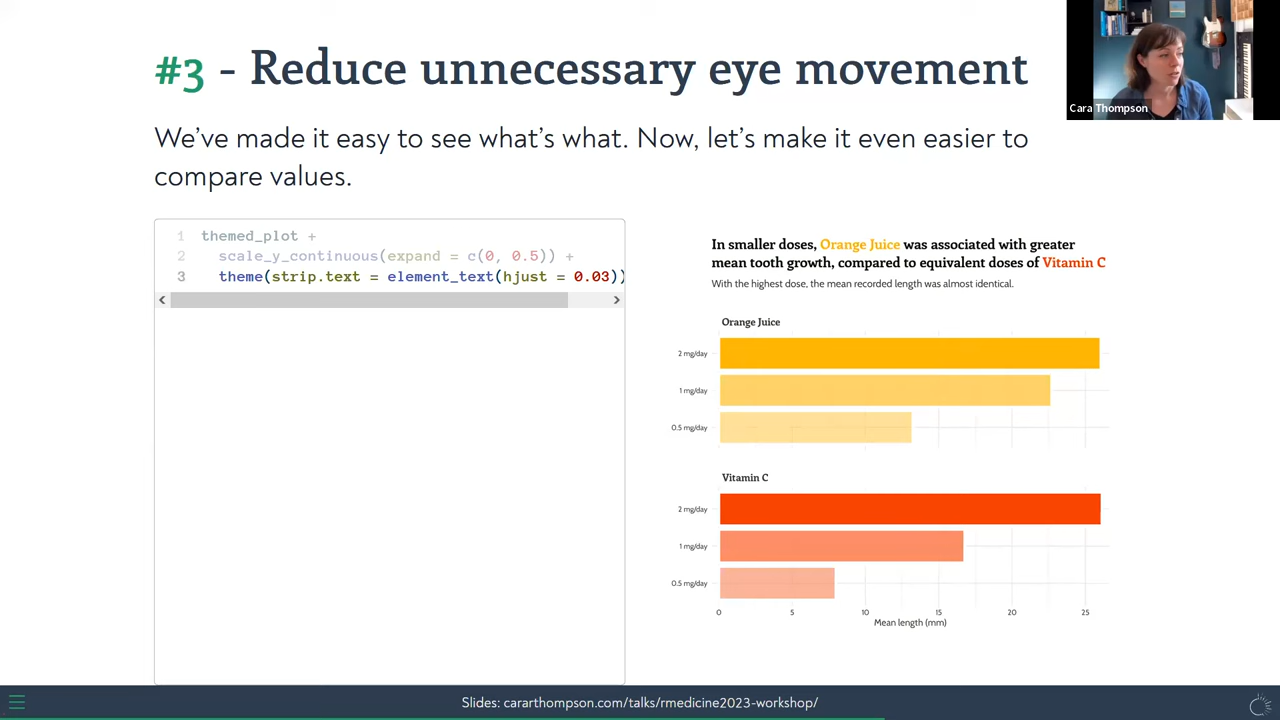 #3 - Reduce unnecessary eye movement
Cara Thompson
We've made it easy to see what's what. Now, let's make it even easier to
compare values.
1 themed_plot +
2 scale_y_continuous(expand = c(0, 0.5)) +
3 theme(strip.text = element_text(hjust = 0.03))
In smaller doses, Orange Juice was associated with greater
mean tooth growth, compared to equivalent doses of Vitamin C
With the highest dose, the mean recorded length was almost identical.
Orange Juice
2 mg/day
1 mg/day
0.5 mg/day
Vitamin C
2 mg/day
1 mg/day
0.5 mg/day
0 5 10 15 20 25
Mean length (mm)
Slides: cararthompson.com/talks/rmedicine2023-workshop/